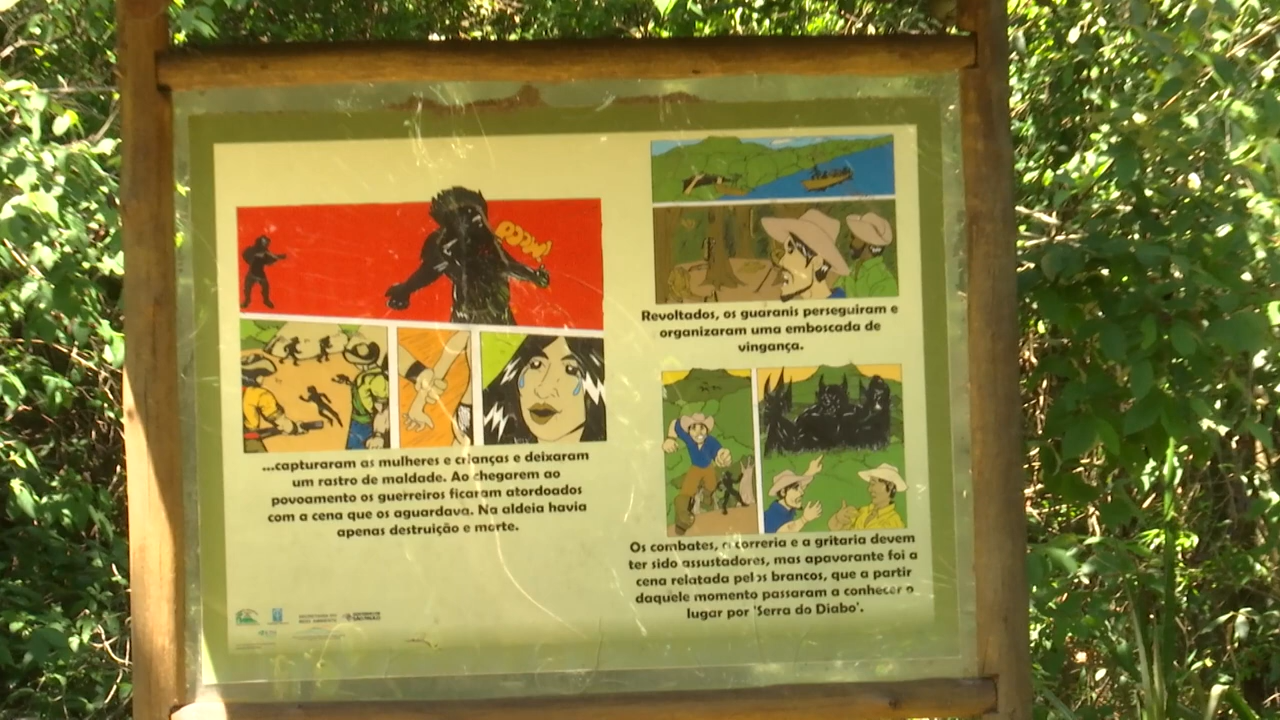 ...capturaram as mulheres e crianças e deixaram
um rastro de maldade. Ao chegarem ao
povoamento os guerreiros ficaram atordoados
com a cena que os aguardava. Na aldeia havia
apenas destruição e morte.
Revoltados, os guaranis perseguiram e
organizaram uma emboscada de
vingança.
Os combates, a correria e a gritaria devem
ter sido assustadores, mas apavorante foi a
cena relatada pelos brancos, que a partir
daquele momento passaram a conhecer o
lugar por 'Serra do Diabo'.